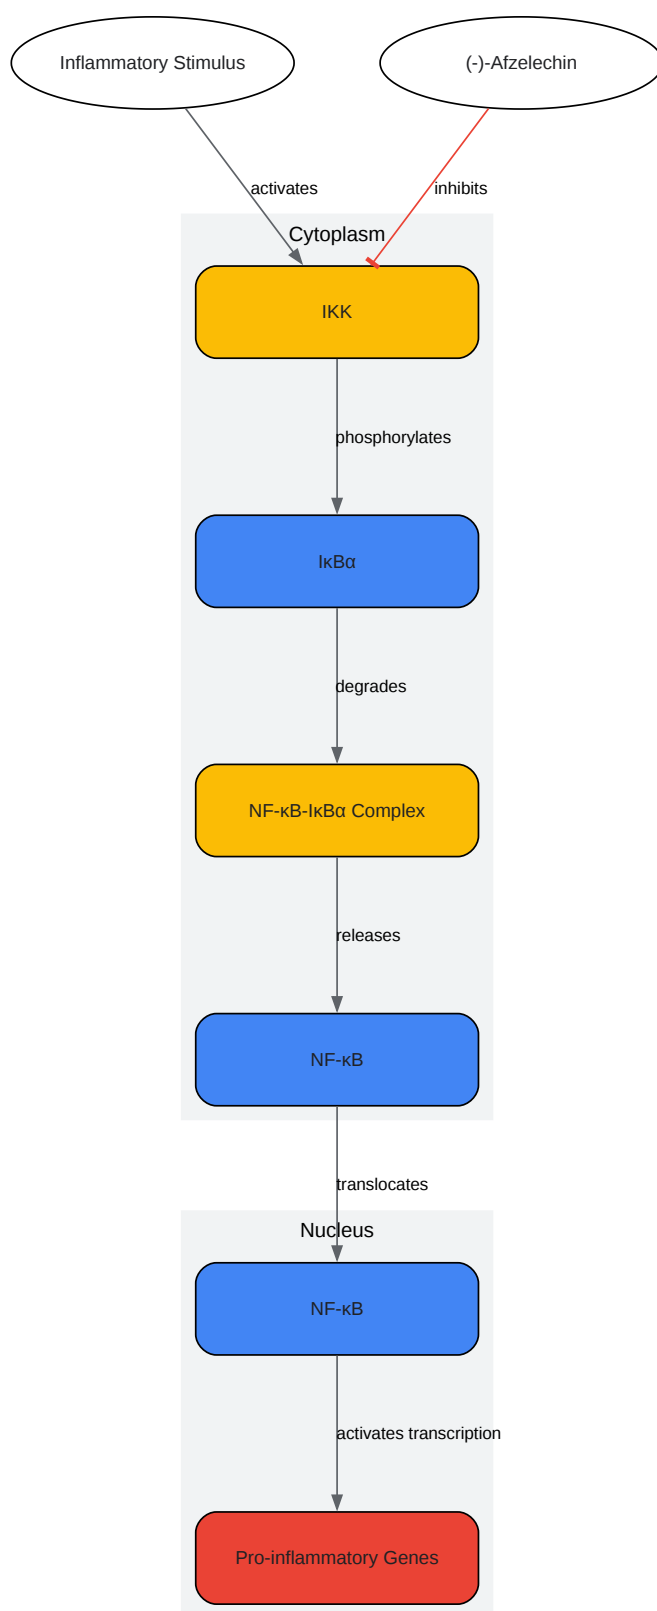 Inflammatory Stimulus
(-)-Afzelechin
activates
inhibits
Cytoplasm
IKK
phosphorylates
IκBα
degrades
NF-κB-IκBα Complex
releases
NF-κB
translocates
Nucleus
NF-κB
activates transcription
Pro-inflammatory Genes